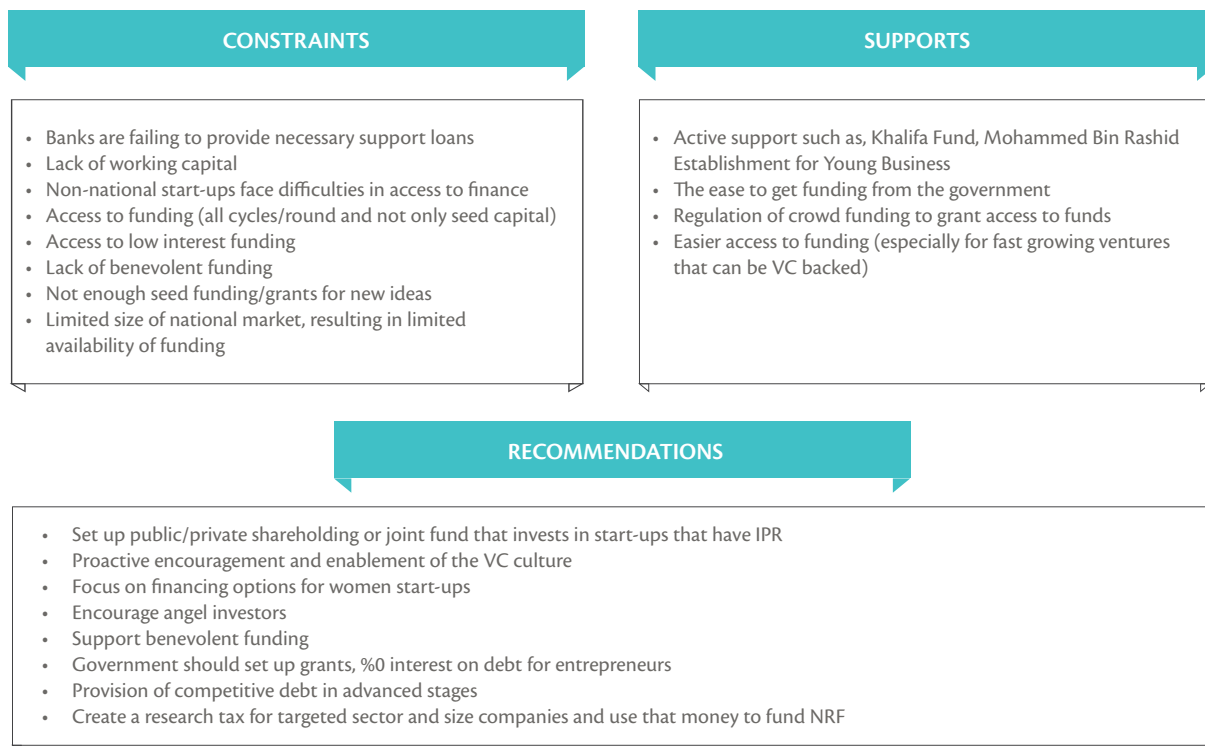 CONSTRAINTS
• Banks are failing to provide necessary support loans
• Lack of working capital
• Non-national start-ups face difficulties in access to finance
• Access to funding (all cycles/round and not only seed capital)
• Access to low interest funding
• Lack of benevolent funding
• Not enough seed funding/grants for new ideas
• Limited size of national market, resulting in limited
availability of funding
SUPPORTS
• Active support such as, Khalifa Fund, Mohammed Bin Rashid
Establishment for Young Business
• The ease to get funding from the government
• Regulation of crowd funding to grant access to funds
• Easier access to funding (especially for fast growing ventures
that can be VC backed)
RECOMMENDATIONS
• Set up public/private shareholding or joint fund that invests in start-ups that have IPR
• Proactive encouragement and enablement of the VC culture
• Focus on financing options for women start-ups
• Encourage angel investors
• Support benevolent funding
• Government should set up grants, %0 interest on debt for entrepreneurs
• Provision of competitive debt in advanced stages
• Create a research tax for targeted sector and size companies and use that money to fund NRF